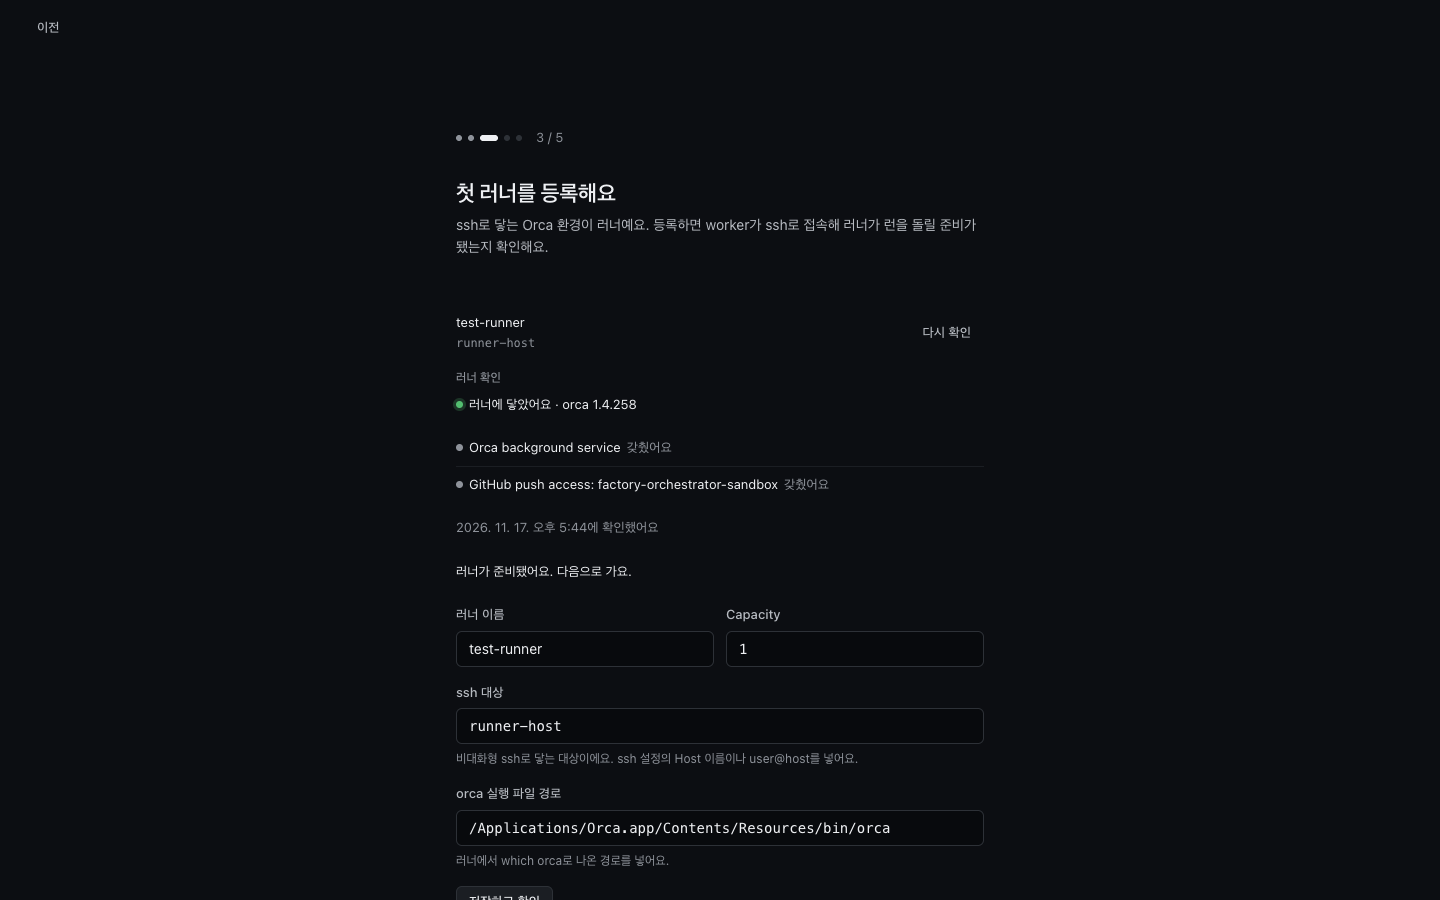 이전
3 / 5
첫 러너를 등록해요
ssh로 닿는 Orca 환경이 러너예요. 등록하면 worker가 ssh로 접속해 러너가 런을 돌릴 준비가
됐는지 확인해요.
test-runner
다시 확인
runner-host
러너 확인
러너에 닿았어요 · orca 1.4.258
Orca background service 갖췄어요
GitHub push access: factory-orchestrator-sandbox 갖췄어요
2026. 11. 17. 오후 5:44에 확인했어요
러너가 준비됐어요. 다음으로 가요.
러너 이름 Capacity
test-runner 1
ssh 대상
runner-host
비대화형 ssh로 닿는 대상이에요. ssh 설정의 Host 이름이나 user@host를 넣어요.
orca 실행 파일 경로
/Applications/Orca.app/Contents/Resources/bin/orca
러너에서 which orca로 나온 경로를 넣어요.